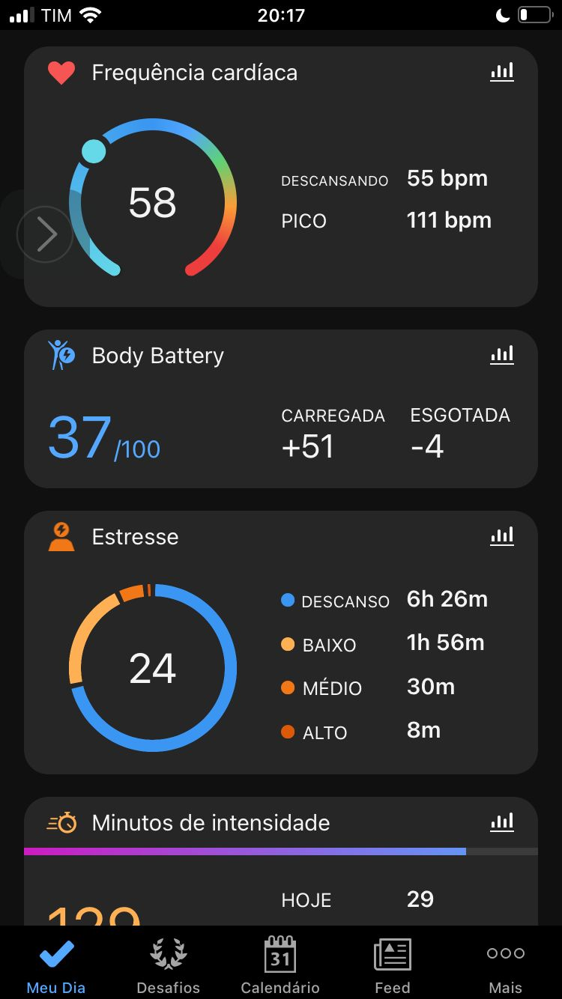 TIM 20:17
Frequência cardíaca
58
DESCANSANDO 55 bpm
PICO 111 bpm
Body Battery
37/100
CARREGADA ESGOTADA
+51 -4
Estresse
24
DESCANSO 6h 26m
BAIXO 1h 56m
MÉDIO 30m
ALTO 8m
Minutos de intensidade
HOJE 29
129
31
Meu Dia Desafios Calendário Feed Mais